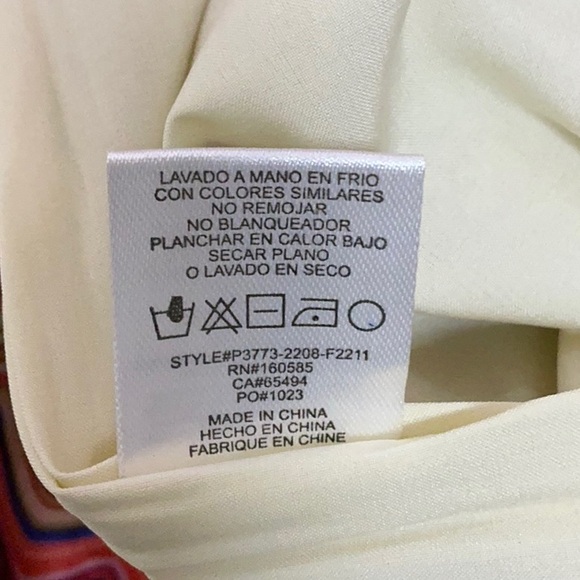 LAVADO A MANO EN FRIO
CON COLORES SIMILARES
NO REMOJAR
NO BLANQUEADOR
PLANCHAR EN CALOR BAJO
SECAR PLANO
O LAVADO EN SECO
STYLE#P3773-2208-F2211
RN#160585
CA#65494
PO#1023
MADE IN CHINA
HECHO EN CHINA
FABRIQUE EN CHINE